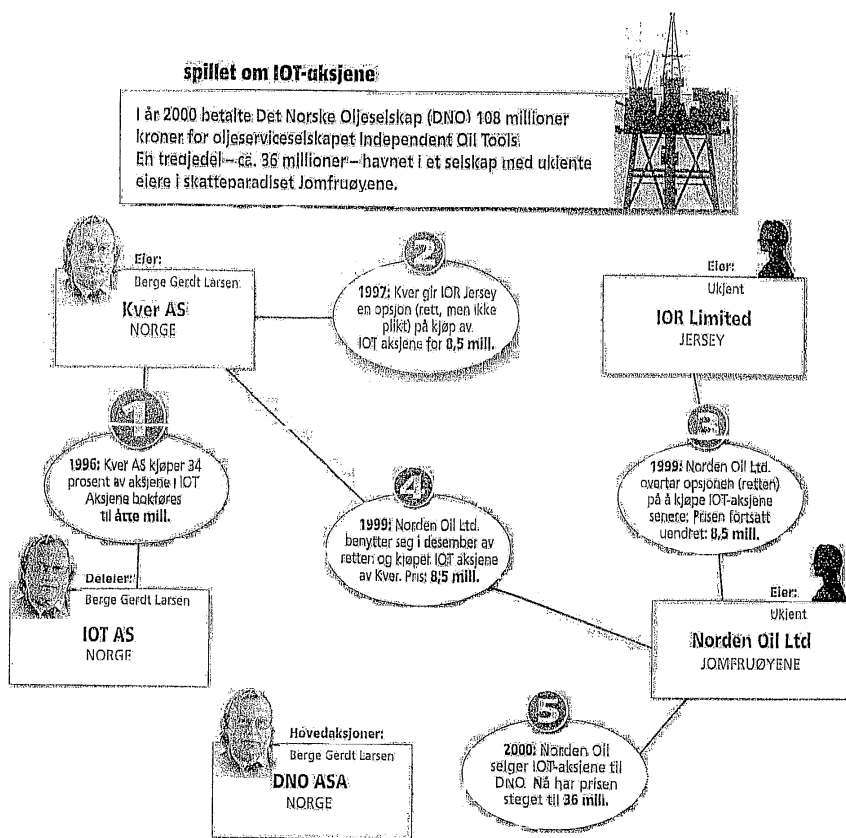 spillet om IOT-aksjene
I år 2000 betalte Det Norske Oljeselskap (DNO) 108 millioner
kroner for oljeserviceselskapet Independent Oil Tools.
En tredjedel – ca. 36 millioner – havnet i et selskap med ukjente
eiere i skatteparadiset Jomfruøyene.
Eier:
Berge Gerdt Larsen
Kver AS
NORGE
2
1997: Kver gir IOR Jersey
en opsjon (rett, men ikke
plikt) på kjøp av
IOT aksjene for 8,5 mill.
Eier:
Ukjent
IOR Limited
JERSEY
1
1996: Kver AS kjøper 34
prosent av aksjene i IOT
Aksjene bokføres
til åtte mill.
4
1999: Norden Oil Ltd.
benytter seg i desember av
retten og kjøper IOT aksjene
av Kver. Pris: 8,5 mill.
3
1999: Norden Oil Ltd.
overtar opsjonen (retten)
på å kjøpe IOT-aksjene
senere. Prisen fortsatt
uendret: 8,5 mill.
Deleier:
Berge Gerdt Larsen
IOT AS
NORGE
Eier:
Ukjent
Norden Oil Ltd
JOMFRUØYENE
Hovedaksjonær:
Berge Gerdt Larsen
DNO ASA
NORGE
5
2000: Norden Oil
selger IOT-aksjene til
DNO. Nå har prisen
steget til 36 mill.